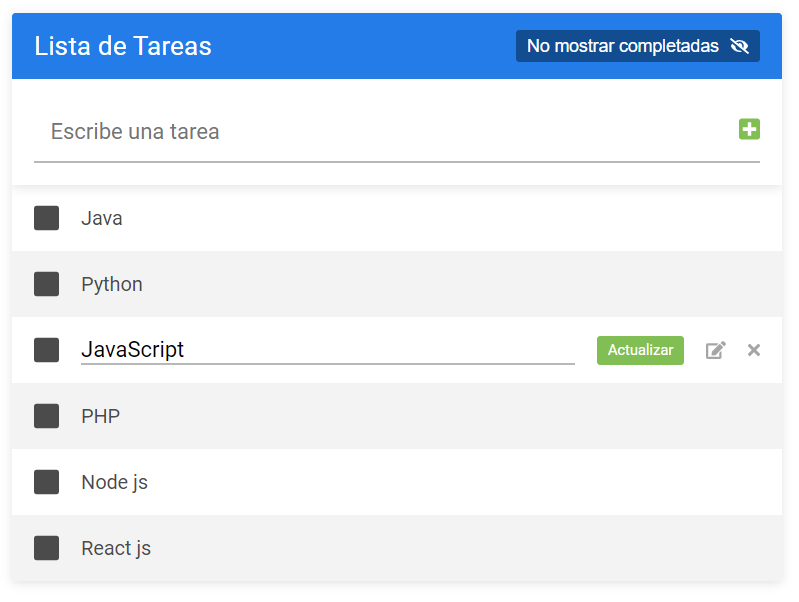 Lista de Tareas
No mostrar completadas
Escribe una tarea
Java
Python
JavaScript
Actualizar
PHP
Node js
React js